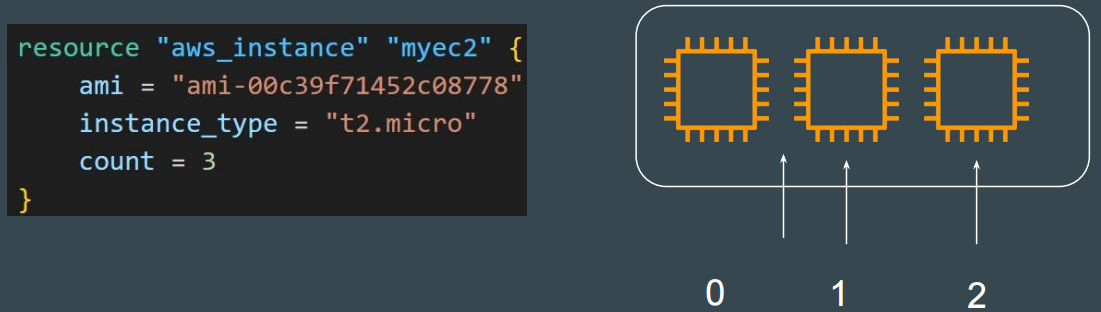 resource "aws_instance" "myec2" {
    ami = "ami-00c39f71452c08778"
    instance_type = "t2.micro"
    count = 3
}
0 1 2